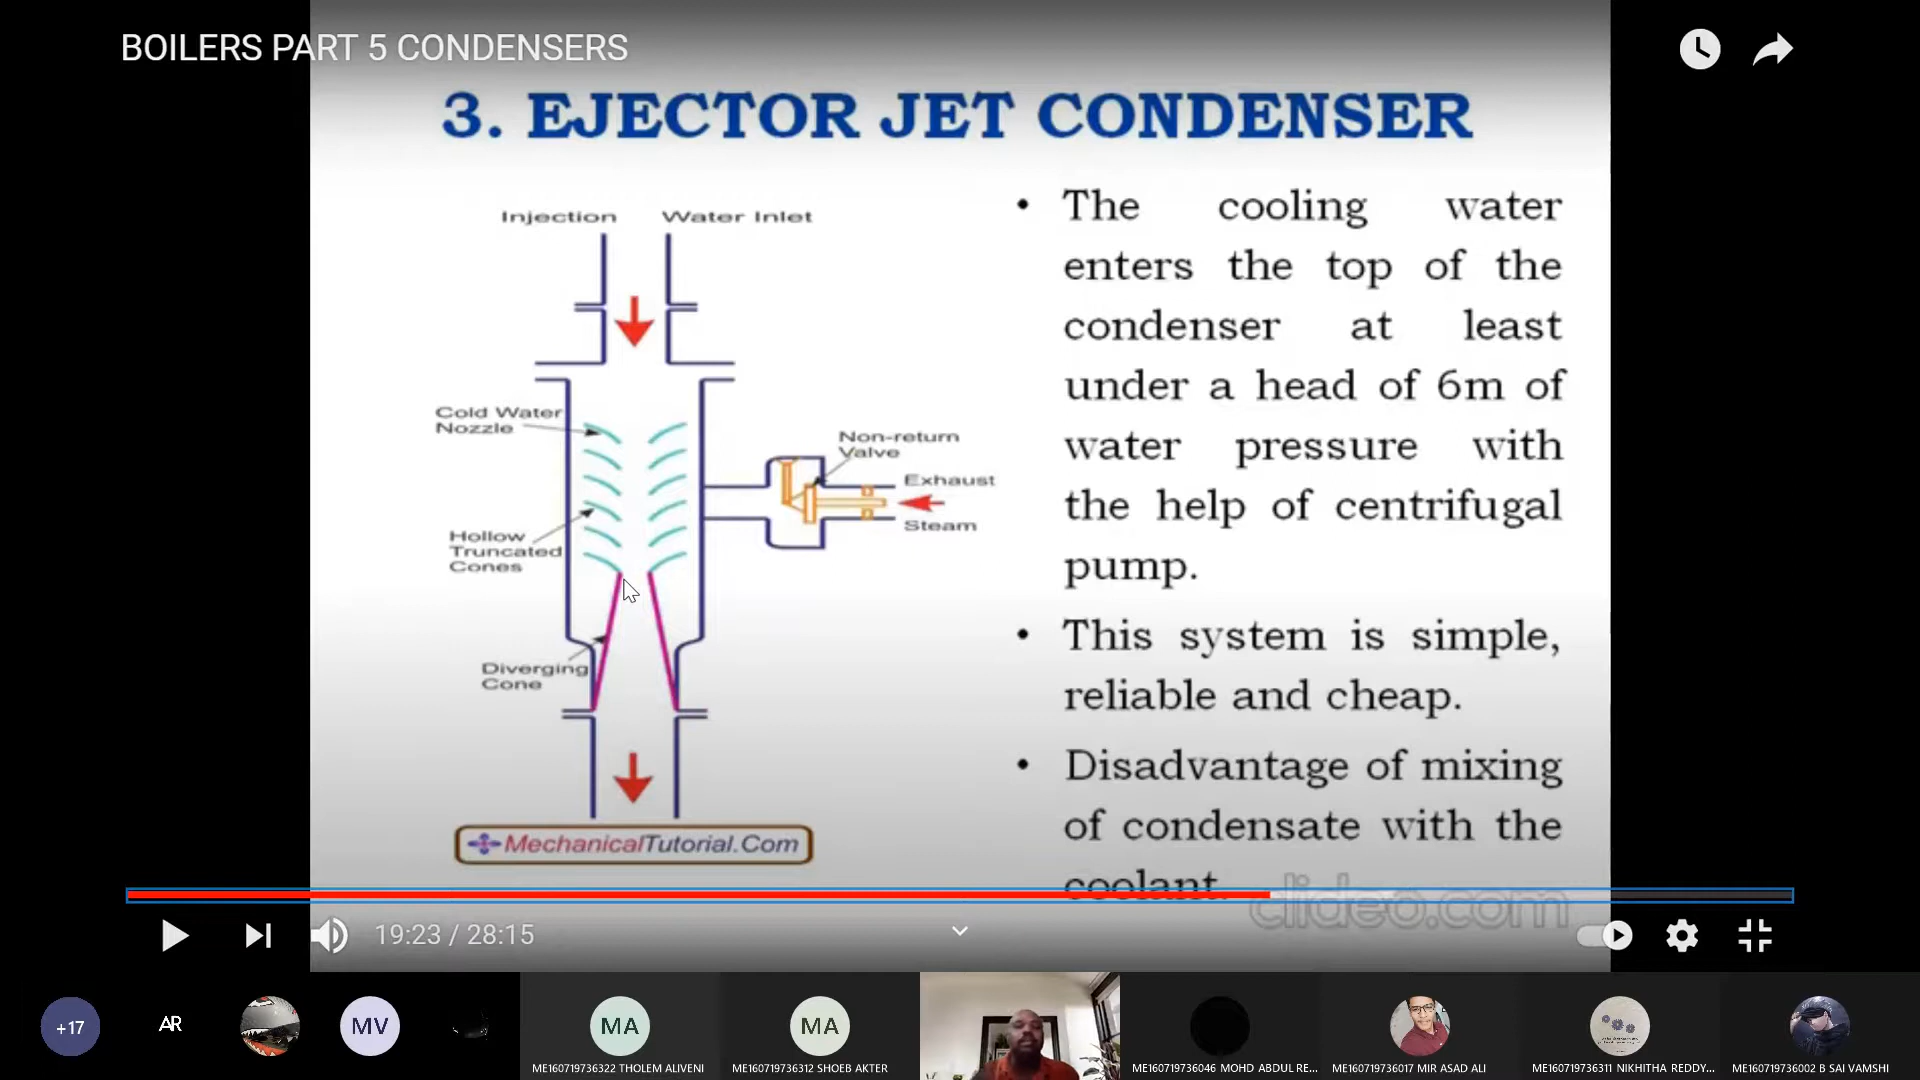 BOILERS PART 5 CONDENSERS
3. EJECTOR JET CONDENSER
Injection Water Inlet
Cold Water
Nozzle
Non-return
Valve
Exhaust
Steam
Hollow
Truncated
Cones
Diverging
Cone
MechanicalTutorial.Com
• The cooling water
enters the top of the
condenser at least
under a head of 6m of
water pressure with
the help of centrifugal
pump.
• This system is simple,
reliable and cheap.
• Disadvantage of mixing
of condensate with the
coolant.
clideo.com
19:23 / 28:15
+17
AR
MV
MA
MA
ME160719736322 THOLEM ALIVENI
ME160719736312 SHOEB AKTER
ME160719736046 MOHD ABDUL RE...
ME160719736017 MIR ASAD ALI
ME160719736311 NIKHITHA REDDY...
ME160719736002 B SAI VAMSHI